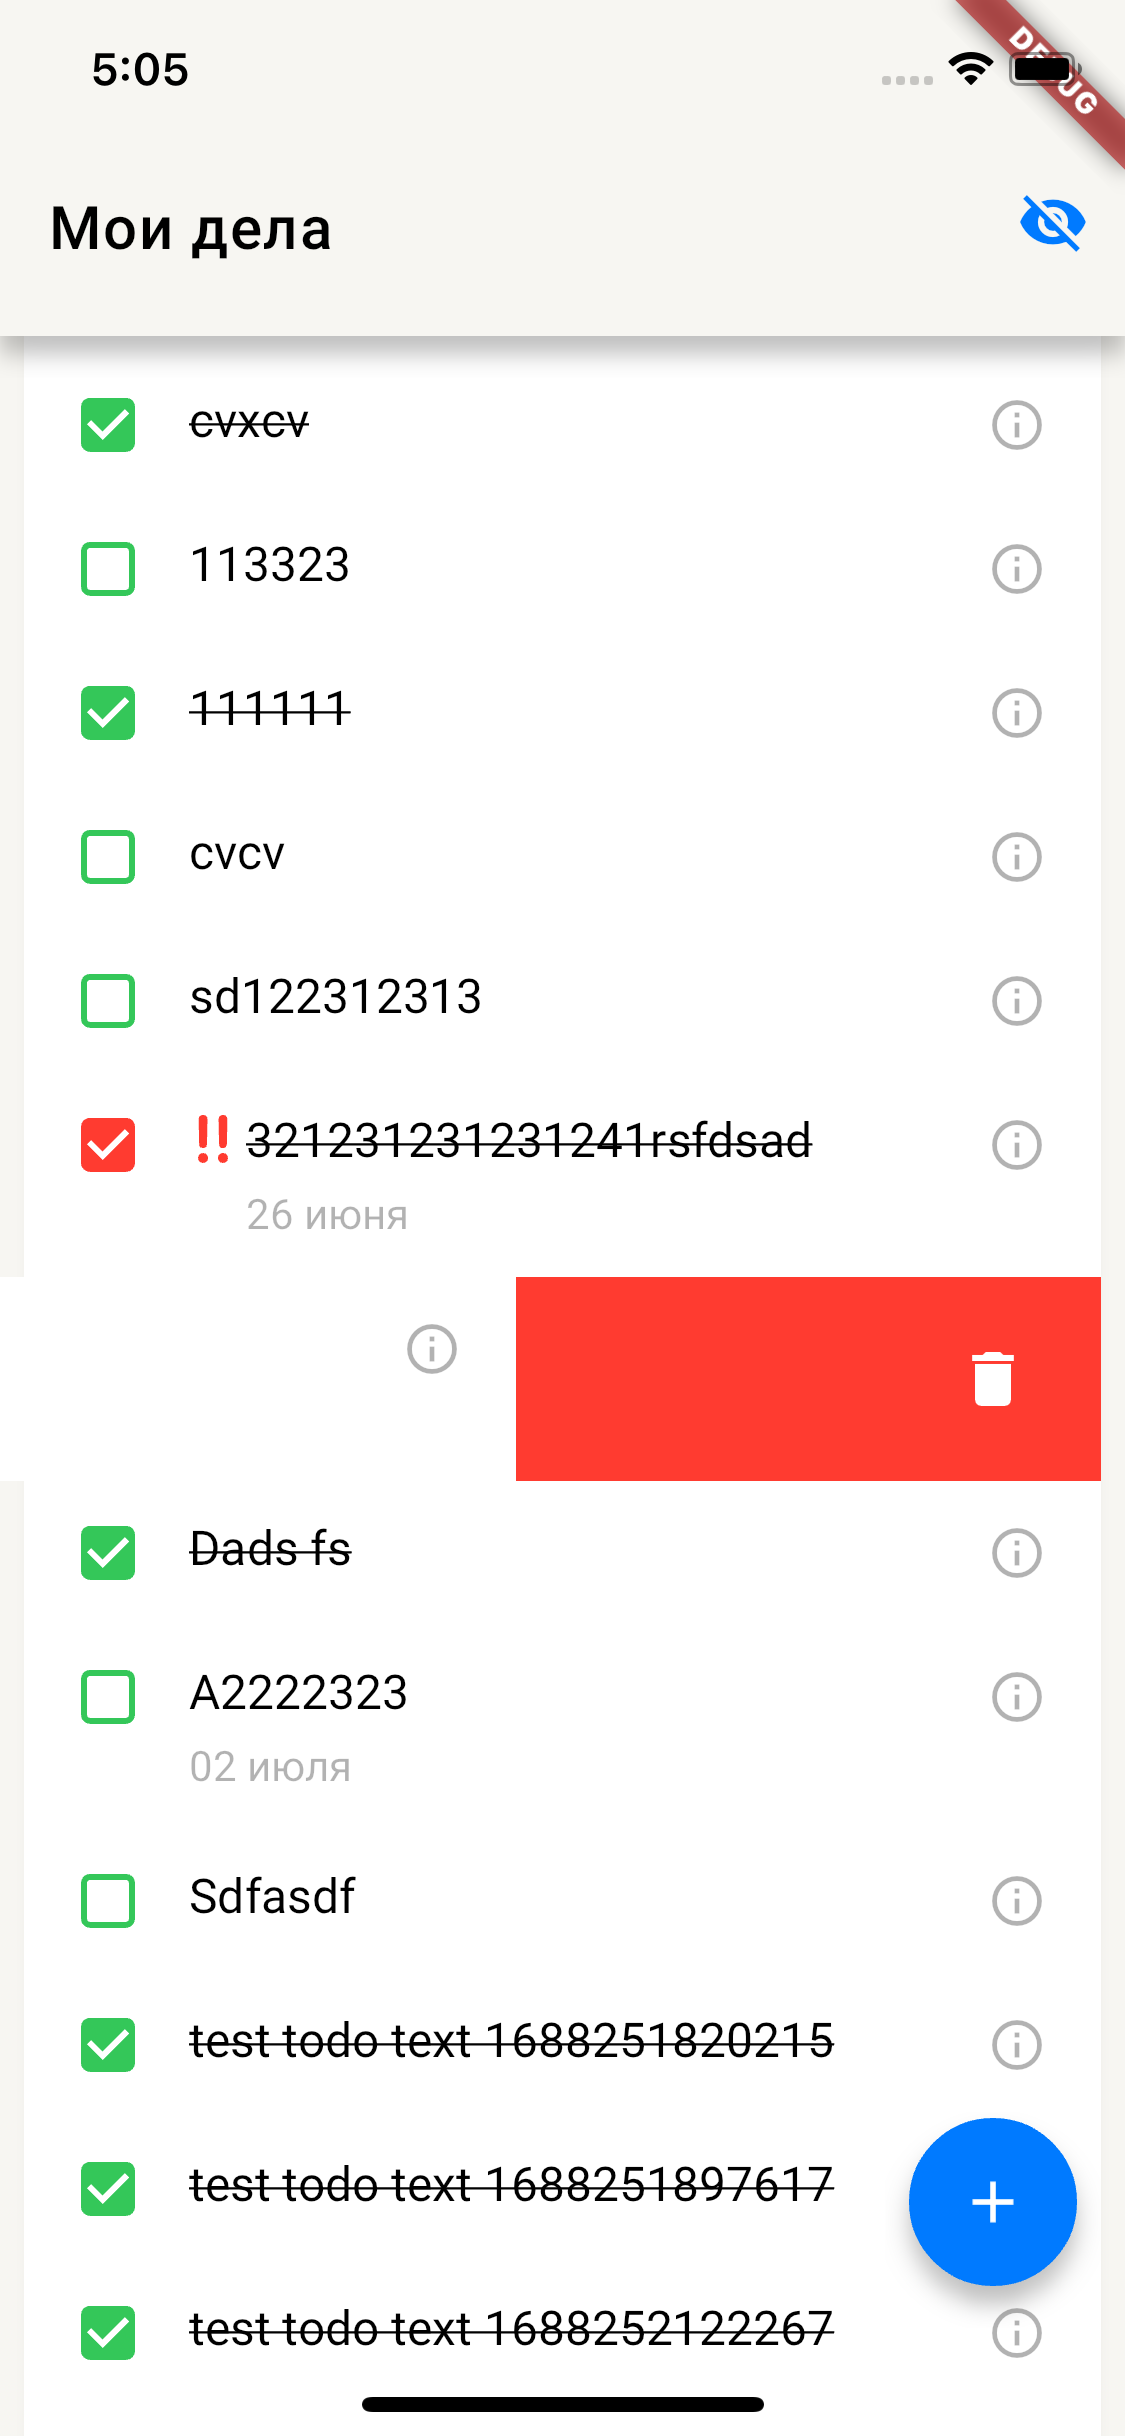 5:05
DEBUG
Мои дела
cvxcv
113323
111111
cvcv
sd122312313
‼ 321231231231241rsfdsad
26 июня
Dads fs
A2222323
02 июля
Sdfasdf
test todo text 1688251820215
test todo text 1688251897617
test todo text 1688252122267